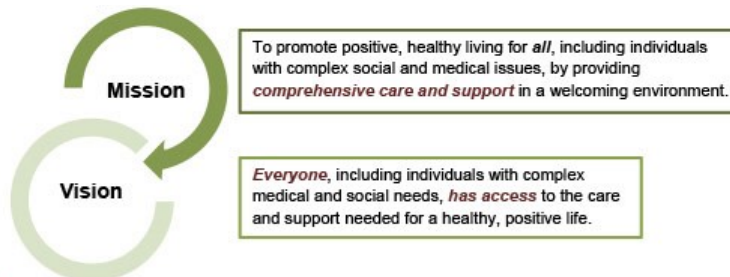 Mission
To promote positive, healthy living for all, including individuals
with complex social and medical issues, by providing
comprehensive care and support in a welcoming environment.
Vision
Everyone, including individuals with complex
medical and social needs, has access to the care
and support needed for a healthy, positive life.